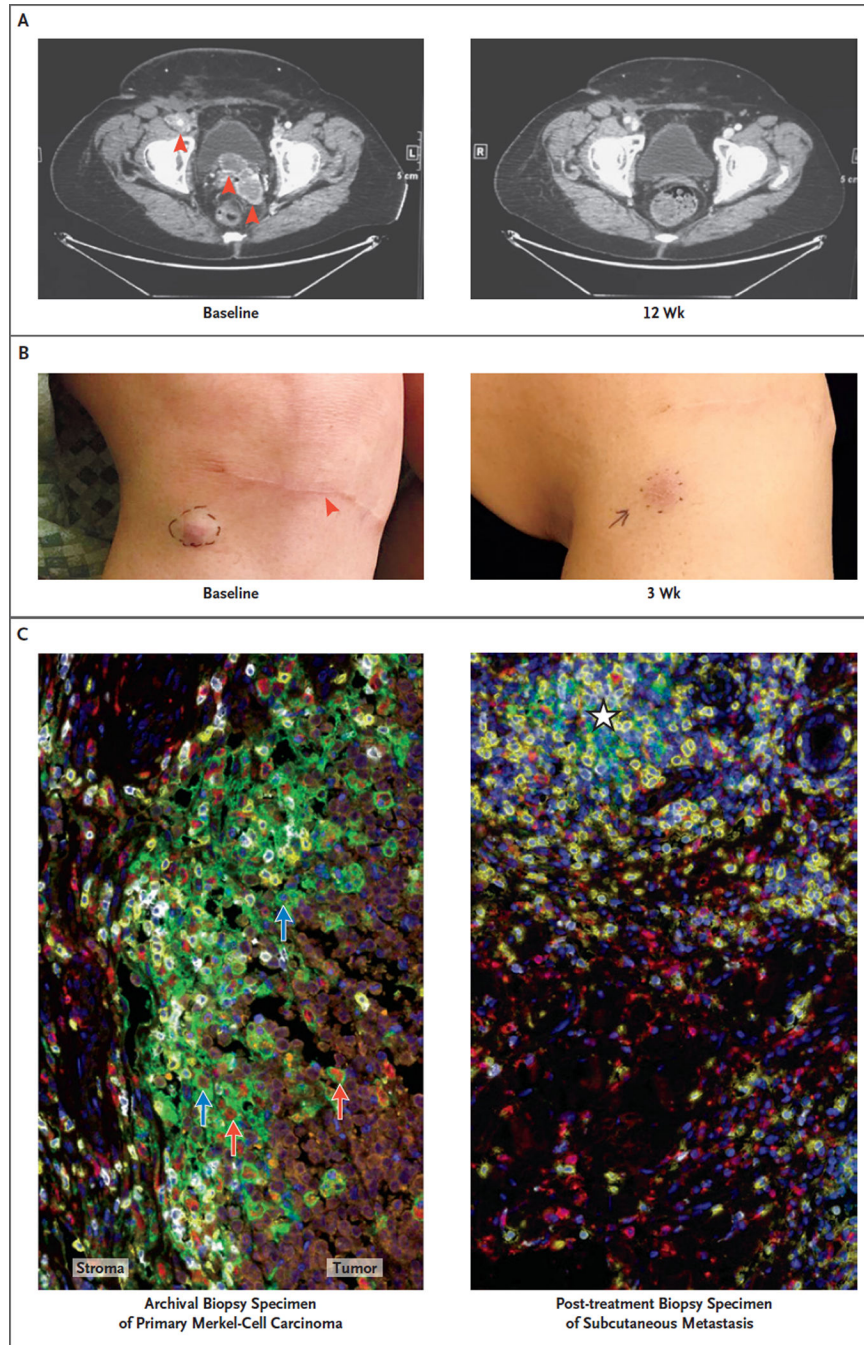 A
L
5 cm
Baseline
R
5 cm
12 Wk
B
Baseline
3 Wk
C
Stroma
Tumor
Archival Biopsy Specimen
of Primary Merkel-Cell Carcinoma
Post-treatment Biopsy Specimen
of Subcutaneous Metastasis